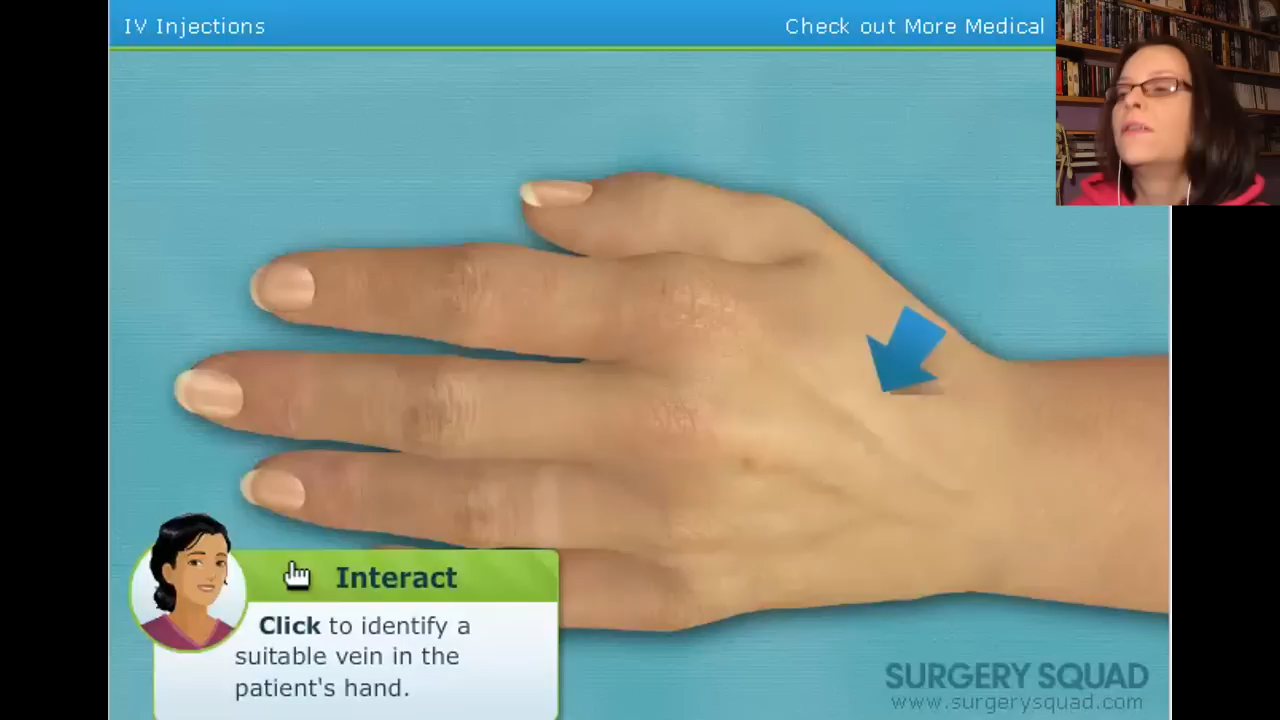 IV Injections
Check out More Medical
Interact
Click to identify a
suitable vein in the
patient's hand.
SURGERY SQUAD
www.surgerysquad.com